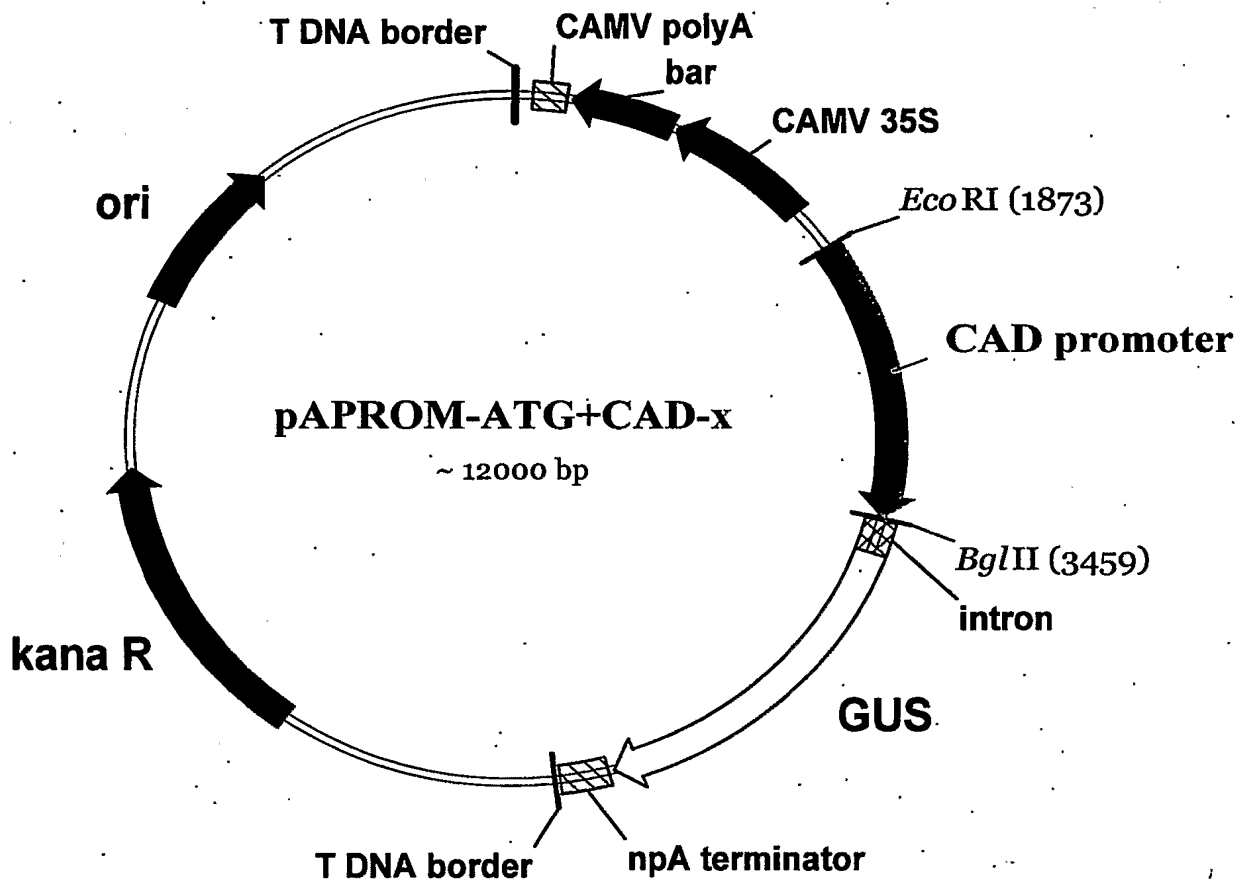 T DNA border
CAMV polyA
bar
CAMV 35S
EcoRI (1873)
ori
CAD promoter
pAPROM-ATG+CAD-x
~ 12000 bp
BglII (3459)
intron
kana R
GUS
T DNA border
npA terminator